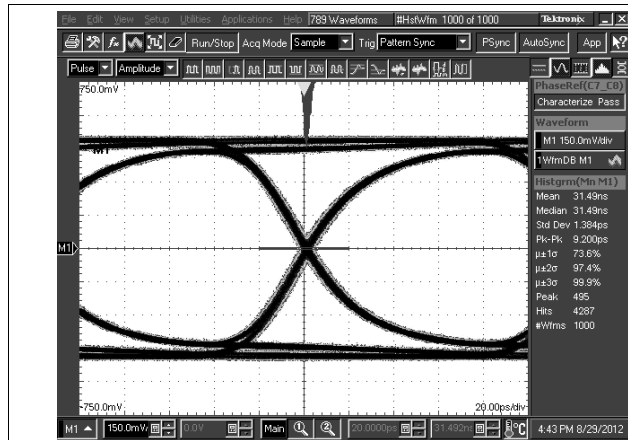 File Edit View Setup Utilities Applications Help 789 Waveforms #HstWfm 1000 of 1000 Tektronix
Run/Stop Acq Mode Sample Trig Pattern Sync PSync AutoSync App
Pulse Amplitude
750.0mV
PhaseRef(C7_C8)
Characterize Pass
Waveform
M1 150.0mV/div
1WfmDB M1
Histgrm(Mn M1)
Mean 31.49ns
Median 31.49ns
Std Dev 1.384ps
Pk-Pk 9.200ps
µ±1σ 73.6%
µ±2σ 97.4%
µ±3σ 99.9%
Peak 495
Hits 4287
#Wfms 1000
M1
M1
-750.0mV
20.00ps/div
M1 150.0mV/ 0.0V Main 1 2 20.0000ps 31.492n °C 4:43 PM 8/29/2012